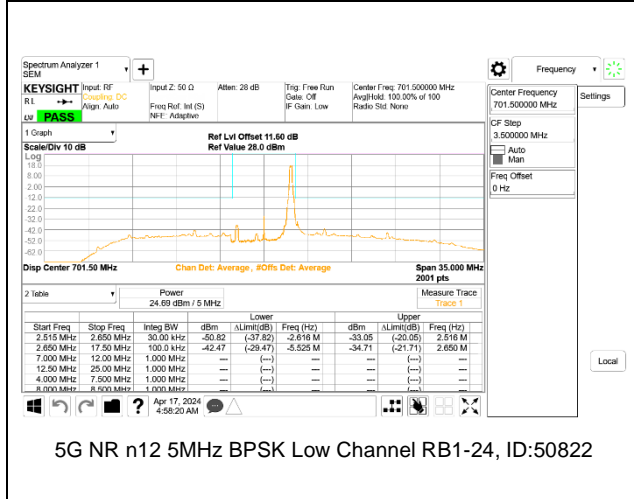 Spectrum Analyzer 1
SEM
Frequency
KEYSIGHT Input: RF Input Z: 50 Ω Atten: 28 dB Trig: Free Run Center Freq: 701.500000 MHz
R L Coupling: DC Gate: Off Avg|Hold: 100.00% of 100
Align: Auto Freq Ref: Int (S) IF Gain: Low Radio Std: None
LXI PASS NFE: Adaptive
Center Frequency
701.500000 MHz
Settings
CF Step
3.500000 MHz
Auto
Man
Freq Offset
0 Hz
1 Graph
Ref Lvl Offset 11.60 dB
Scale/Div 10 dB Ref Value 28.0 dBm
Log
18.0
8.00
2.00
-12.0
-22.0
-32.0
-42.0
-52.0
-62.0
Disp Center 701.50 MHz Chan Det: Average, #Offs Det: Average Span 35.000 MHz
2001 pts
2 Table Power Measure Trace
24.69 dBm / 5 MHz Trace 1
Lower Upper
Start Freq Stop Freq Integ BW dBm ΔLimit(dB) Freq (Hz) dBm ΔLimit(dB) Freq (Hz)
2.515 MHz 2.650 MHz 30.00 kHz -50.82 (-37.82) -2.616 M -33.05 (-20.05) 2.516 M
2.650 MHz 17.50 MHz 100.0 kHz -42.47 (-29.47) -5.525 M -34.71 (-21.71) 2.650 M
7.000 MHz 12.00 MHz 1.000 MHz --- (---) --- --- (---) ---
12.50 MHz 25.00 MHz 1.000 MHz --- (---) --- --- (---) ---
4.000 MHz 7.500 MHz 1.000 MHz --- (---) --- --- (---) ---
8.000 MHz 8.500 MHz 1.000 MHz --- (---) --- --- (---) ---
Local
Apr 17, 2024
4:58:20 AM
5G NR n12 5MHz BPSK Low Channel RB1-24, ID:50822